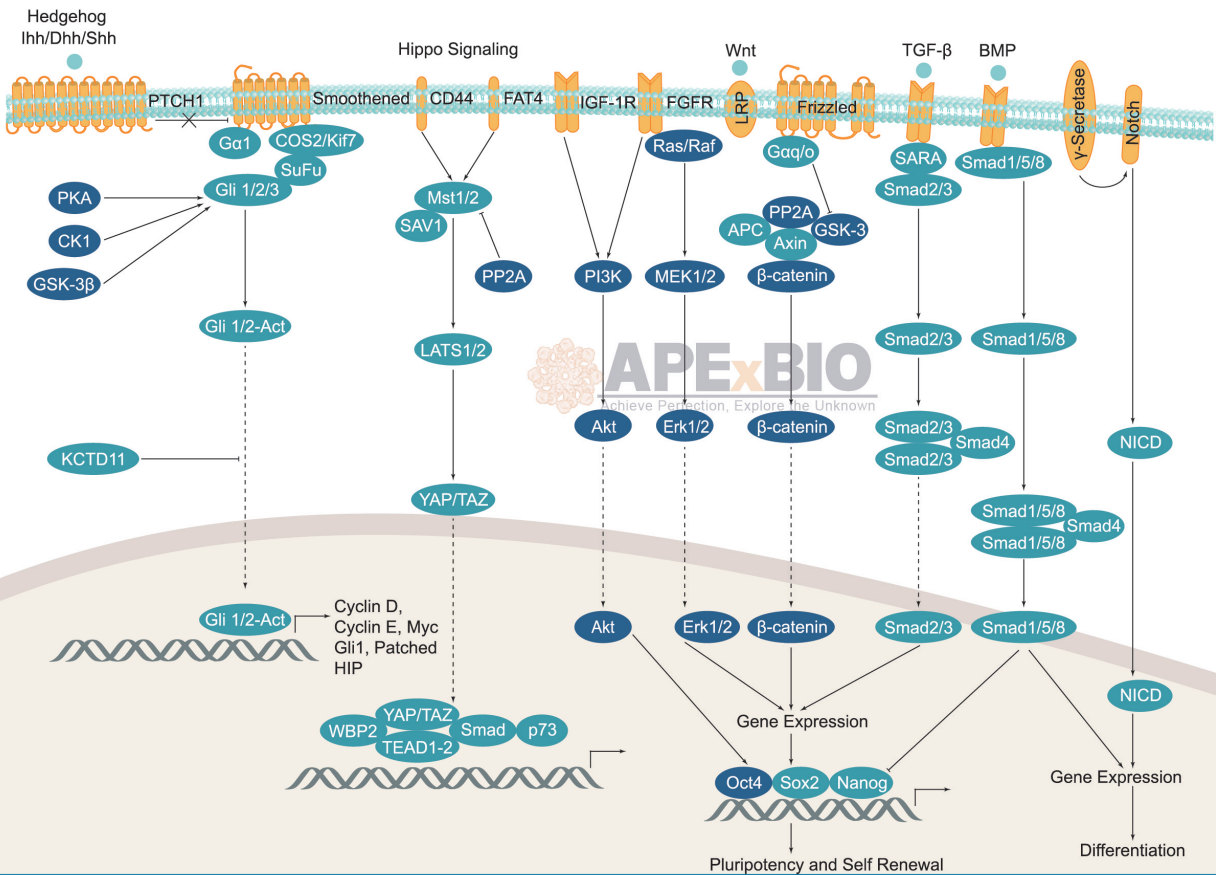 Hedgehog
Ihh/Dhh/Shh
Hippo Signaling
Wnt
TGF-β
BMP
PTCH1
Smoothened
CD44
FAT4
IGF-1R
FGFR
LRP
Frizzled
γ-Secretase
Notch
Gα1
COS2/Kif7
SuFu
Gli 1/2/3
PKA
CK1
GSK-3β
Gli 1/2-Act
KCTD11
Gli 1/2-Act
Cyclin D,
Cyclin E, Myc
Gli1, Patched
HIP
Mst1/2
SAV1
PP2A
LATS1/2
YAP/TAZ
YAP/TAZ
WBP2
TEAD1-2
Smad
p73
Ras/Raf
PI3K
MEK1/2
Akt
Erk1/2
Akt
Erk1/2
Gαq/o
PP2A
APC
Axin
GSK-3
β-catenin
β-catenin
β-catenin
SARA
Smad2/3
Smad2/3
Smad2/3
Smad4
Smad2/3
Smad2/3
Smad1/5/8
Smad1/5/8
Smad1/5/8
Smad4
Smad1/5/8
Smad1/5/8
NICD
NICD
APExBIO
Achieve Perfection, Explore the Unknown
Gene Expression
Oct4
Sox2
Nanog
Pluripotency and Self Renewal
Gene Expression
Differentiation